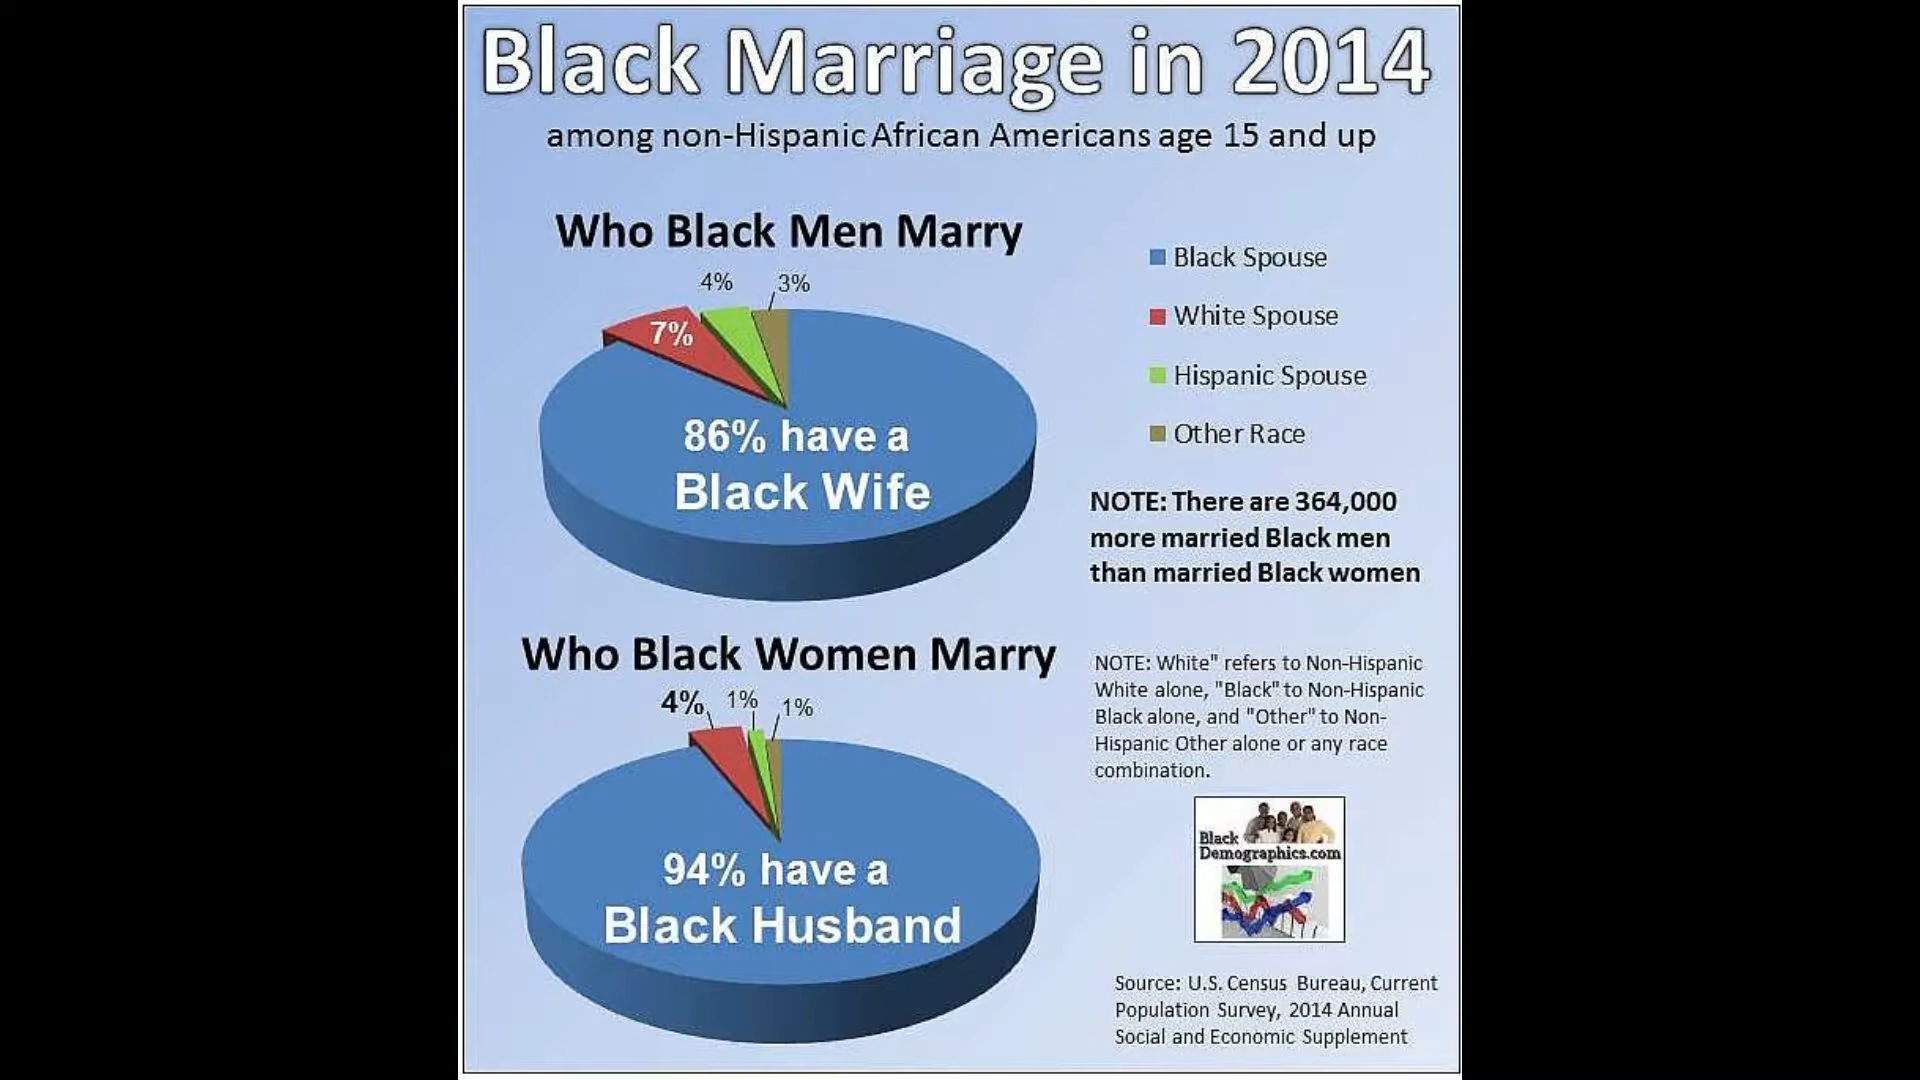 Black Marriage in 2014
among non-Hispanic African Americans age 15 and up
Who Black Men Marry
4%
3%
7%
86% have a
Black Wife
Black Spouse
White Spouse
Hispanic Spouse
Other Race
NOTE: There are 364,000
more married Black men
than married Black women
Who Black Women Marry
4%
1%
1%
94% have a
Black Husband
NOTE: White" refers to Non-Hispanic
White alone, "Black" to Non-Hispanic
Black alone, and "Other" to Non-
Hispanic Other alone or any race
combination.
Black
Demographics.com
Source: U.S. Census Bureau, Current
Population Survey, 2014 Annual
Social and Economic Supplement